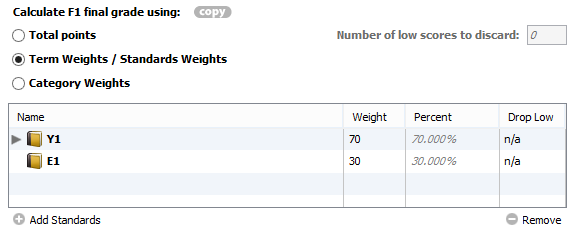 Calculate F1 final grade using: copy
Total points Number of low scores to discard: 0
Term Weights / Standards Weights
Category Weights
Name Weight Percent Drop Low
Y1 70 70.000% n/a
E1 30 30.000% n/a
Add Standards Remove